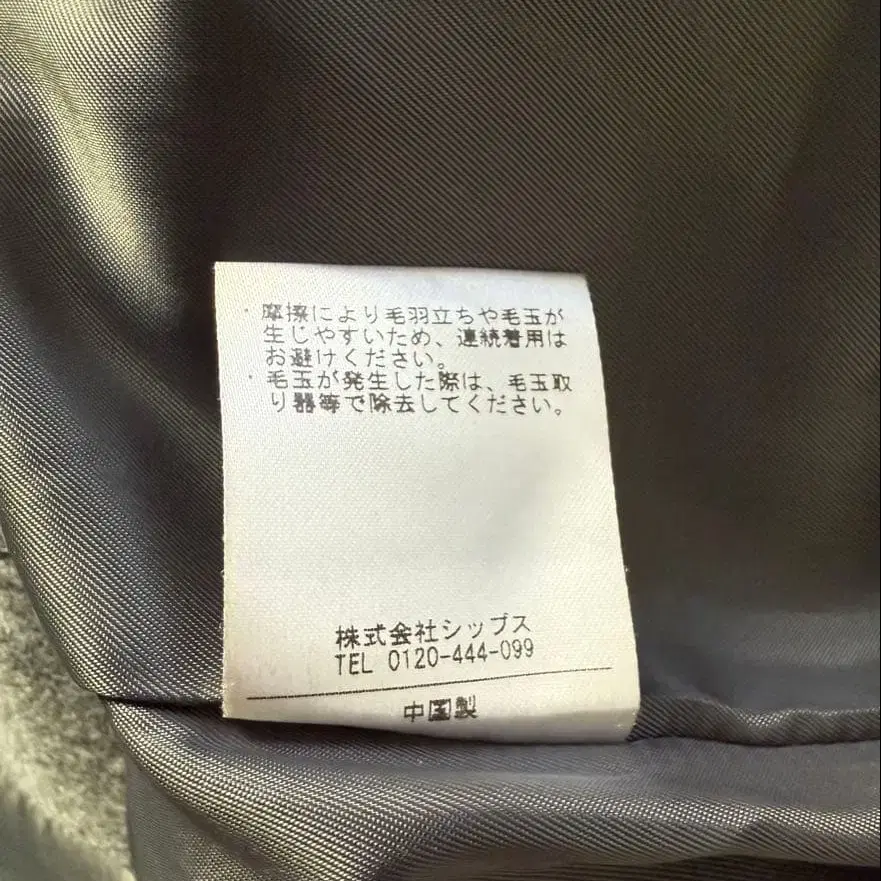 ・摩擦により毛羽立ちや毛玉が
生じやすいため、連続着用は
お避けください。
・毛玉が発生した際は、毛玉取
り器等で除去してください。
株式会社シップス
TEL 0120-444-099
中国製